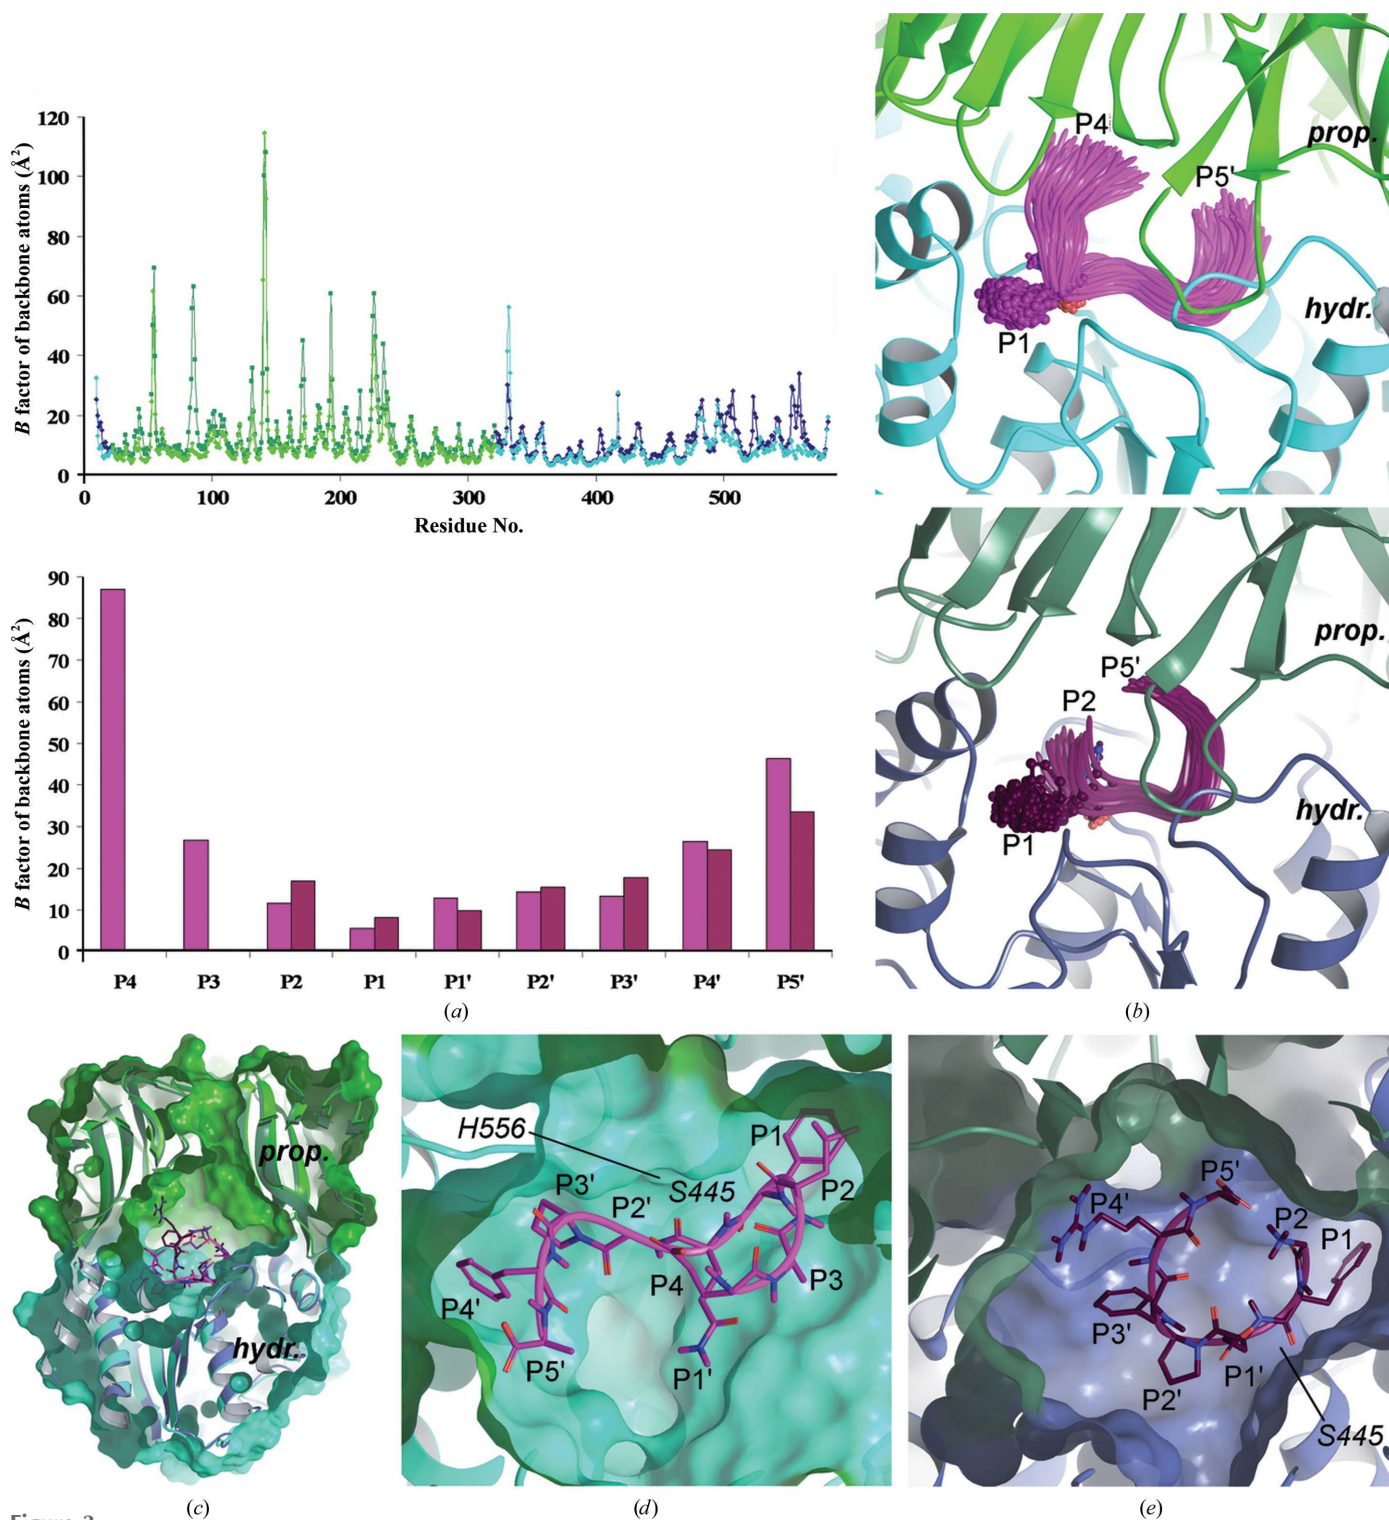 120
100
80
60
40
20
0
B factor of backbone atoms (Å2)
0 100 200 300 400 500
Residue No.
90
80
70
60
50
40
30
20
10
0
B factor of backbone atoms (Å2)
P4 P3 P2 P1 P1' P2' P3' P4' P5'
(a)
P4
prop.
P5'
hydr.
P1
prop.
P5'
P2
hydr.
P1
(b)
prop.
hydr.
(c)
H556
P1
P3'
S445
P2
P2'
P4
P3
P4'
P5'
P1'
(d)
P5'
P4'
P2
P1
P3'
P1'
P2'
S445
(e)